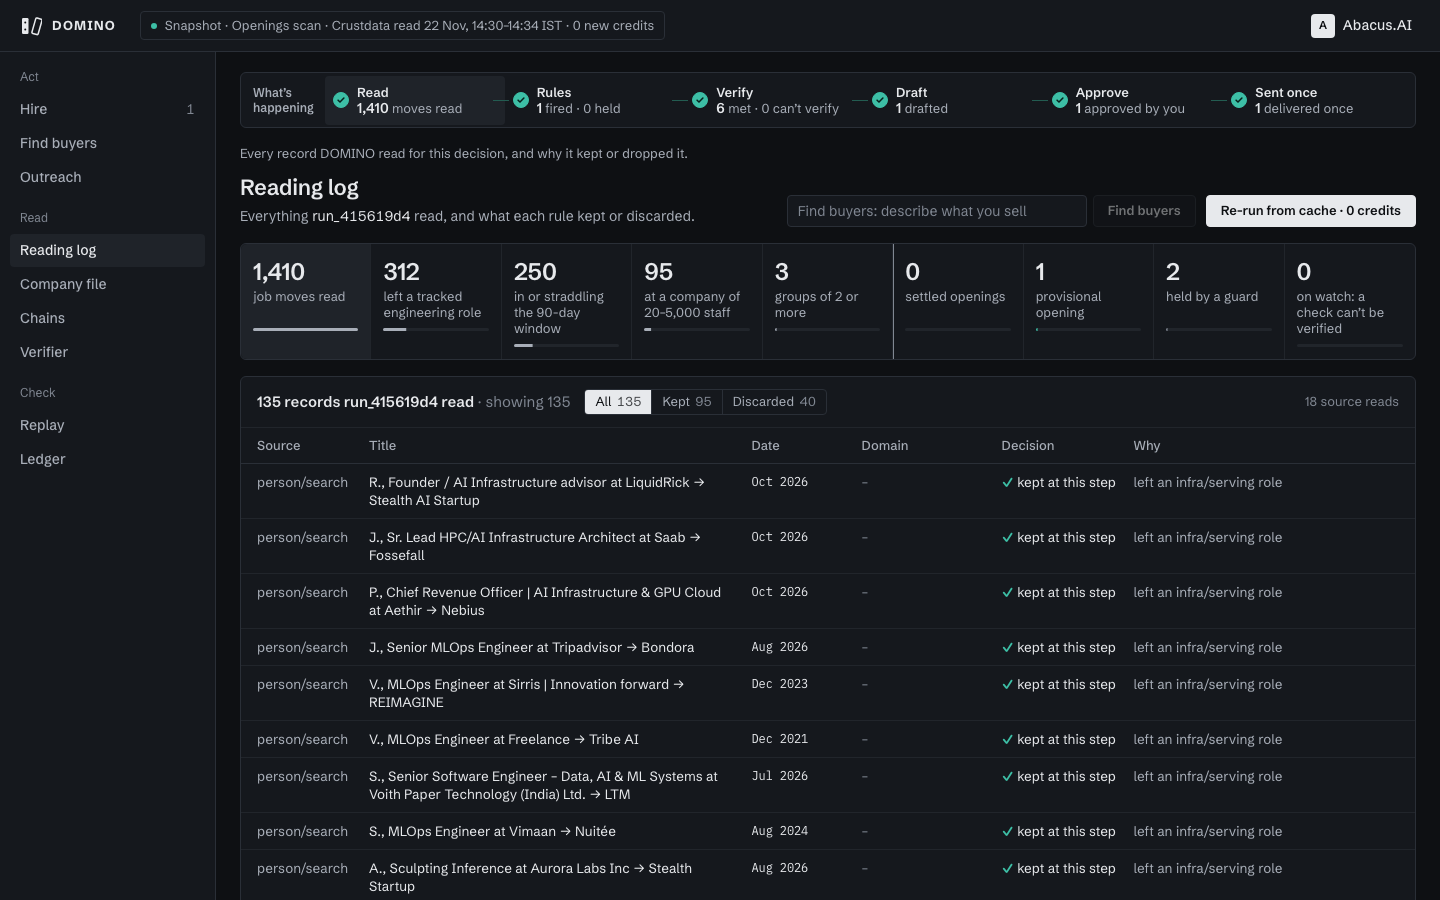 DOMINO
Snapshot · Openings scan · Crustdata read 22 Nov, 14:30-14:34 IST · 0 new credits
A
Abacus.AI
Act
Hire 1
Find buyers
Outreach
Read
Reading log
Company file
Chains
Verifier
Check
Replay
Ledger
What's
happening
Read
1,410 moves read
Rules
1 fired · 0 held
Verify
6 met · 0 can't verify
Draft
1 drafted
Approve
1 approved by you
Sent once
1 delivered once
Every record DOMINO read for this decision, and why it kept or dropped it.
Reading log
Everything run_415619d4 read, and what each rule kept or discarded.
Find buyers: describe what you sell
Find buyers
Re-run from cache · 0 credits
1,410
job moves read
312
left a tracked
engineering role
250
in or straddling
the 90-day
window
95
at a company of
20-5,000 staff
3
groups of 2 or
more
0
settled openings
1
provisional
opening
2
held by a guard
0
on watch: a
check can't be
verified
135 records run_415619d4 read · showing 135
All 135
Kept 95
Discarded 40
18 source reads
Source Title Date Domain Decision Why
person/search R., Founder / AI Infrastructure advisor at LiquidRick → Oct 2026 – ✓ kept at this step left an infra/serving role
Stealth AI Startup
person/search J., Sr. Lead HPC/AI Infrastructure Architect at Saab → Oct 2026 – ✓ kept at this step left an infra/serving role
Fossefall
person/search P., Chief Revenue Officer | AI Infrastructure & GPU Cloud Oct 2026 – ✓ kept at this step left an infra/serving role
at Aethir → Nebius
person/search J., Senior MLOps Engineer at Tripadvisor → Bondora Aug 2026 – ✓ kept at this step left an infra/serving role
person/search V., MLOps Engineer at Sirris | Innovation forward → Dec 2023 – ✓ kept at this step left an infra/serving role
REIMAGINE
person/search V., MLOps Engineer at Freelance → Tribe AI Dec 2021 – ✓ kept at this step left an infra/serving role
person/search S., Senior Software Engineer – Data, AI & ML Systems at Jul 2026 – ✓ kept at this step left an infra/serving role
Voith Paper Technology (India) Ltd. → LTM
person/search S., MLOps Engineer at Vimaan → Nuitée Aug 2024 – ✓ kept at this step left an infra/serving role
person/search A., Sculpting Inference at Aurora Labs Inc → Stealth Aug 2026 – ✓ kept at this step left an infra/serving role
Startup